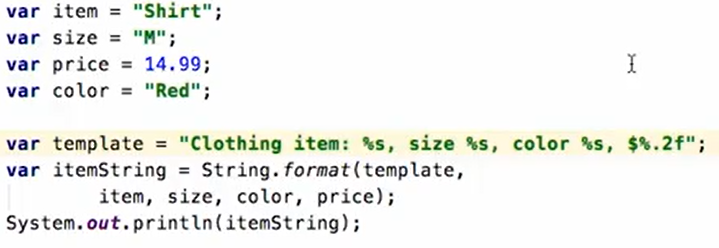 var item = "Shirt";
var size = "M";
var price = 14.99;
var color = "Red";
var template = "Clothing item: %s, size %s, color %s, $%.2f";
var itemString = String.format(template,
item, size, color, price);
System.out.println(itemString);